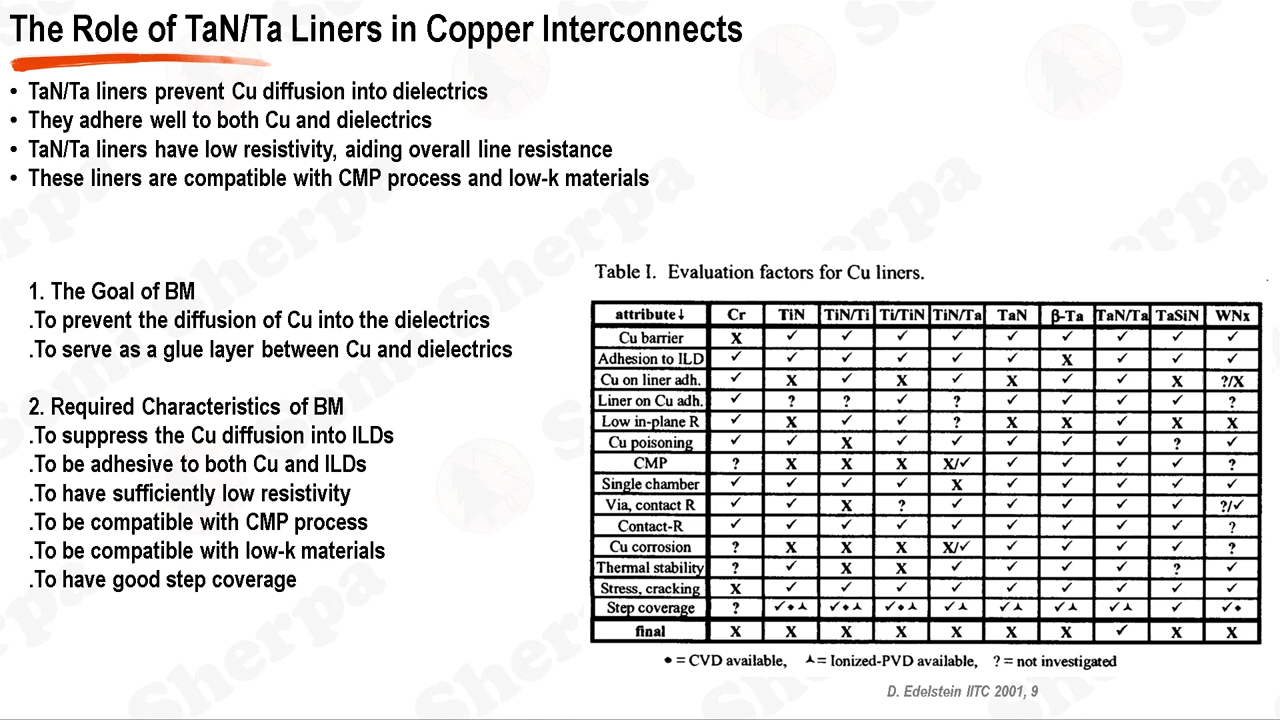 The Role of TaN/Ta Liners in Copper Interconnects
• TaN/Ta liners prevent Cu diffusion into dielectrics
• They adhere well to both Cu and dielectrics
• TaN/Ta liners have low resistivity, aiding overall line resistance
• These liners are compatible with CMP process and low-k materials
1. The Goal of BM
.To prevent the diffusion of Cu into the dielectrics
.To serve as a glue layer between Cu and dielectrics
2. Required Characteristics of BM
.To suppress the Cu diffusion into ILDs
.To be adhesive to both Cu and ILDs
.To have sufficiently low resistivity
.To be compatible with CMP process
.To be compatible with low-k materials
.To have good step coverage
Table I. Evaluation factors for Cu liners.
attribute↓ Cr TiN TiN/Ti Ti/TiN TiN/Ta TaN β-Ta TaN/Ta TaSiN WNx
Cu barrier X ✓ ✓ ✓ ✓ ✓ ✓ ✓ ✓ ✓
Adhesion to ILD ✓ ✓ ✓ ✓ ✓ ✓ X ✓ ✓ ✓
Cu on liner adh. ✓ X ✓ X ✓ X ✓ ✓ X ?/X
Liner on Cu adh. ✓ ? ? ✓ ? ✓ ✓ ✓ ✓ ?
Low in-plane R ✓ X ✓ ✓ ? X X ✓ X X
Cu poisoning ✓ ✓ X ✓ ✓ ✓ ✓ ✓ ? ✓
CMP ? X X X X/✓ ✓ ✓ ✓ ✓ ?
Single chamber ✓ ✓ ✓ ✓ X ✓ ✓ ✓ ✓ ✓
Via, contact R ✓ ✓ X ? ✓ ✓ ✓ ✓ ✓ ?/✓
Contact-R ✓ ✓ ✓ ✓ ✓ ✓ ✓ ✓ ✓ ?
Cu corrosion ? X X X X/✓ ✓ ✓ ✓ ✓ ?
Thermal stability ? ✓ X X ✓ ✓ ✓ ✓ ? ✓
Stress, cracking X ✓ ✓ ✓ ✓ ✓ ✓ ✓ ✓ ✓
Step coverage ? ✓•⅄ ✓•⅄ ✓•⅄ ✓⅄ ✓⅄ ✓⅄ ✓⅄ ✓ ✓•
final X X X X X X X ✓ X X
• = CVD available, ⅄ = Ionized-PVD available, ? = not investigated
D. Edelstein IITC 2001, 9